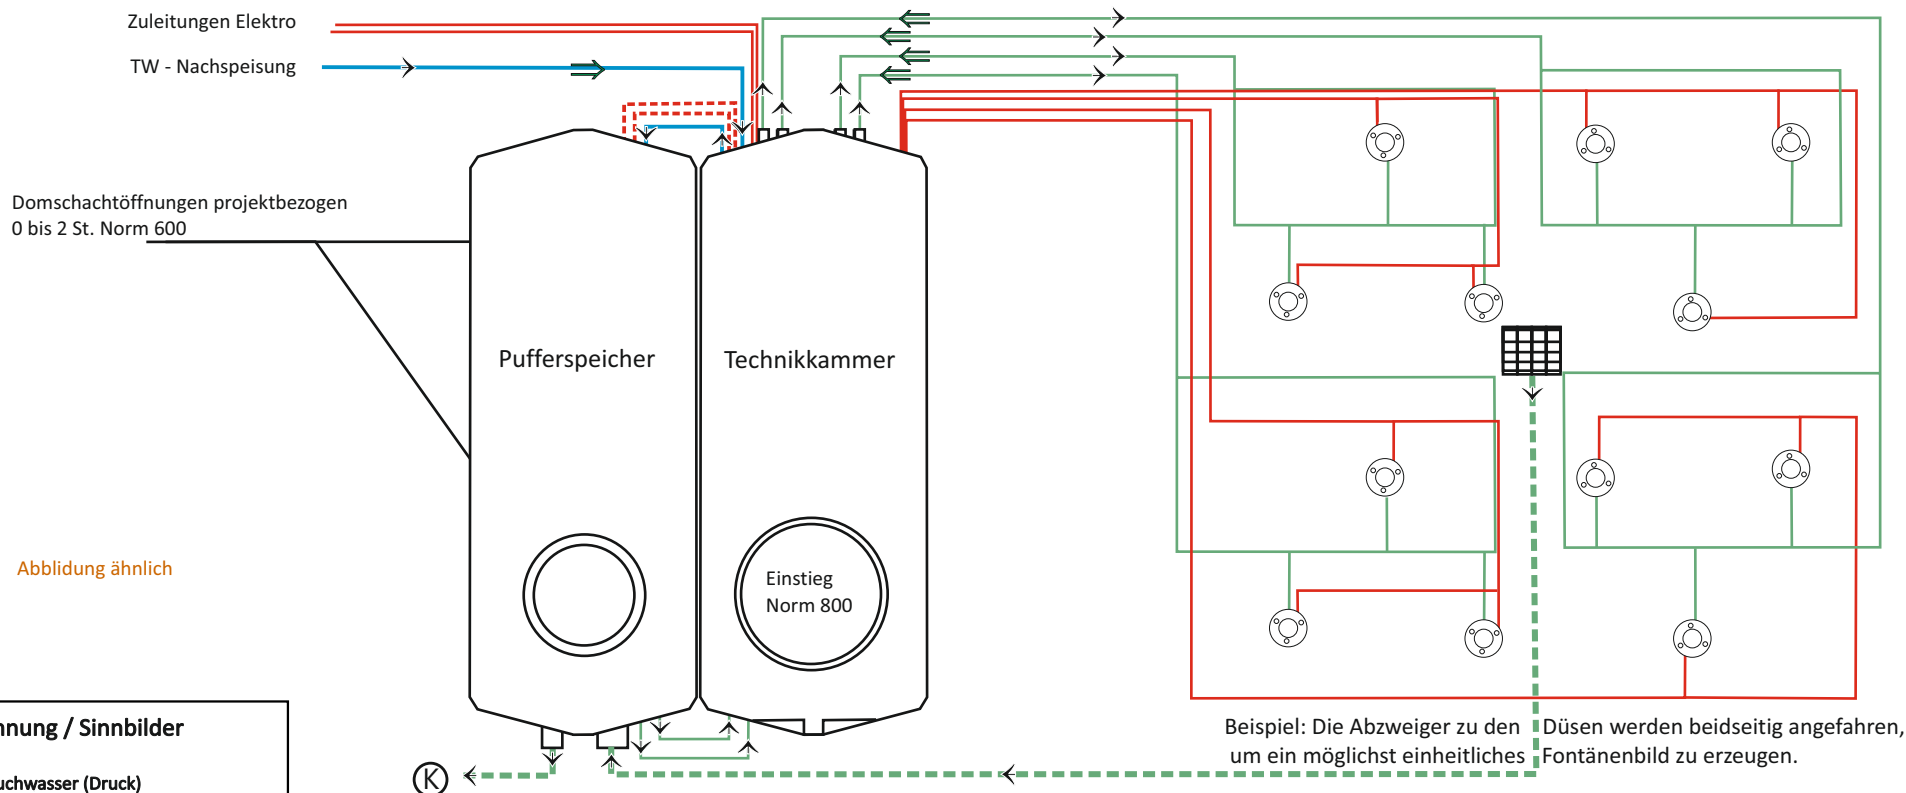 Zuleitungen Elektro
TW - Nachspeisung
Domschachtöffnungen projektbezogen
0 bis 2 St. Norm 600
Pufferspeicher
Technikkammer
Einstieg
Norm 800
Abblidung ähnlich
Beispiel: Die Abzweiger zu den Düsen werden beidseitig angefahren,
um ein möglichst einheitliches Fontänenbild zu erzeugen.
hnung / Sinnbilder
uchwasser (Druck)
K